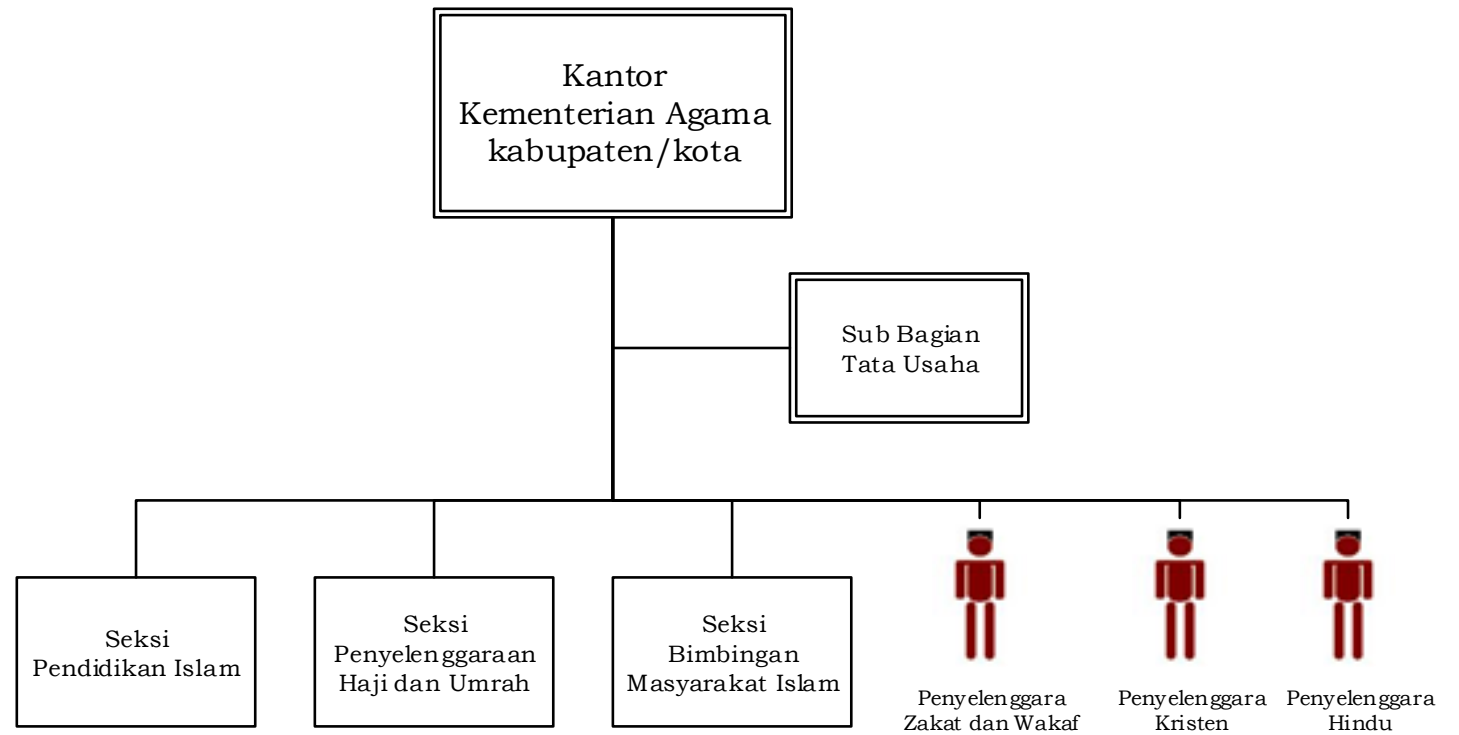 Kantor
Kementerian Agama
kabupaten/kota
Sub Bagian
Tata Usaha
Seksi
Pendidikan Islam
Seksi
Penyelenggaraan
Haji dan Umrah
Seksi
Bimbingan
Masyarakat Islam
Penyelenggara
Zakat dan Wakaf
Penyelenggara
Kristen
Penyelenggara
Hindu